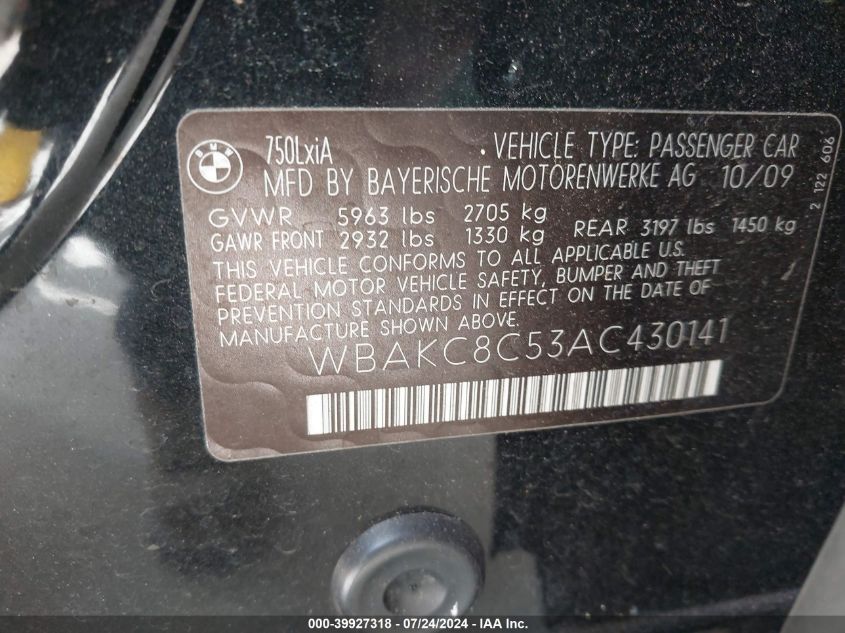 BMW
750LxiA
VEHICLE TYPE: PASSENGER CAR
MFD BY BAYERISCHE MOTORENWERKE AG 10/09
GVWR 5963 lbs 2705 kg
GAWR FRONT 2932 lbs 1330 kg REAR 3197 lbs 1450 kg
THIS VEHICLE CONFORMS TO ALL APPLICABLE U.S.
FEDERAL MOTOR VEHICLE SAFETY, BUMPER AND THEFT
PREVENTION STANDARDS IN EFFECT ON THE DATE OF
MANUFACTURE SHOWN ABOVE.
WBAKC8C53AC430141
2 122 606
000-39927318 - 07/24/2024 - IAA Inc.